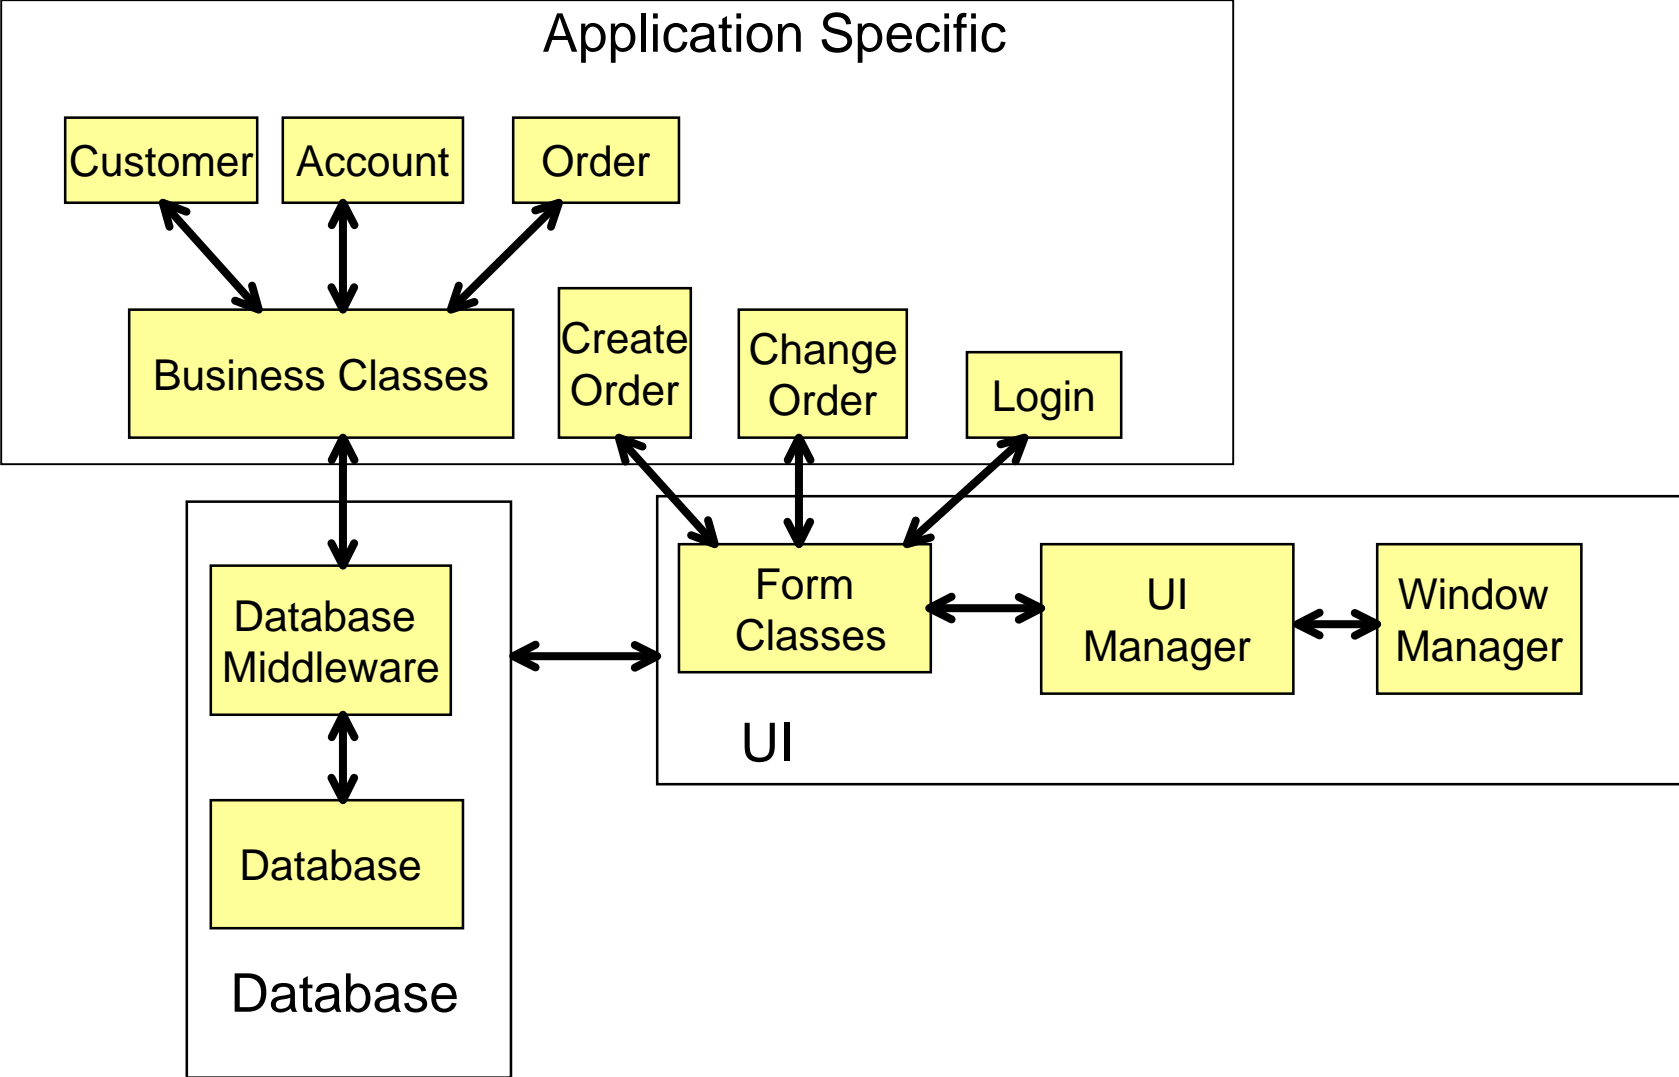 Application Specific
Customer
Account
Order
Business Classes
Create
Order
Change
Order
Login
Database
Middleware
Form
Classes
UI
Manager
Window
Manager
UI
Database
Database